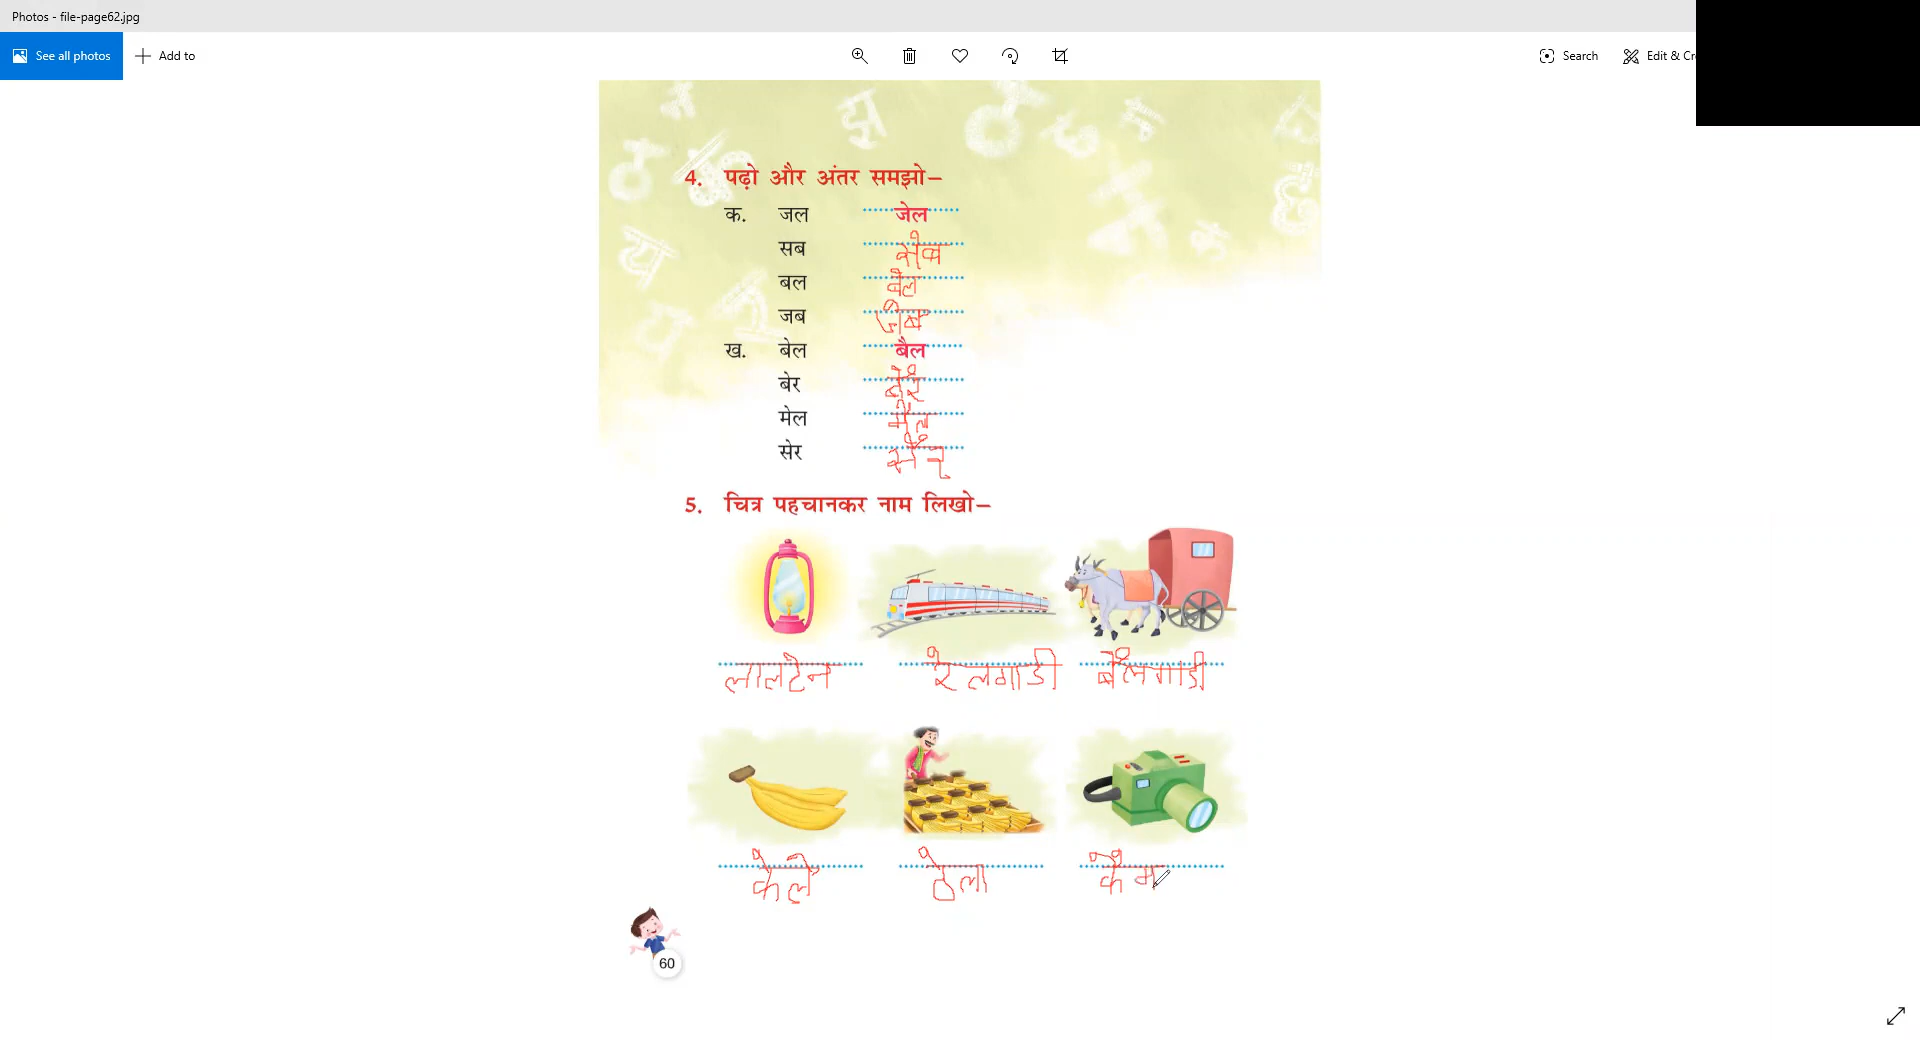 Photos - file-page62.jpg
See all photos
Add to
Search
Edit & Cr
4. पढ़ो और अंतर समझो–
क. जल जेल
सब सेब
बल बेल
जब जेब
ख. बेल बैल
बेर बैर
मेल मैल
सेर सैर
5. चित्र पहचानकर नाम लिखो–
लालटेन रेलगाडी बैलगाडी
केले ठेला कैम
60